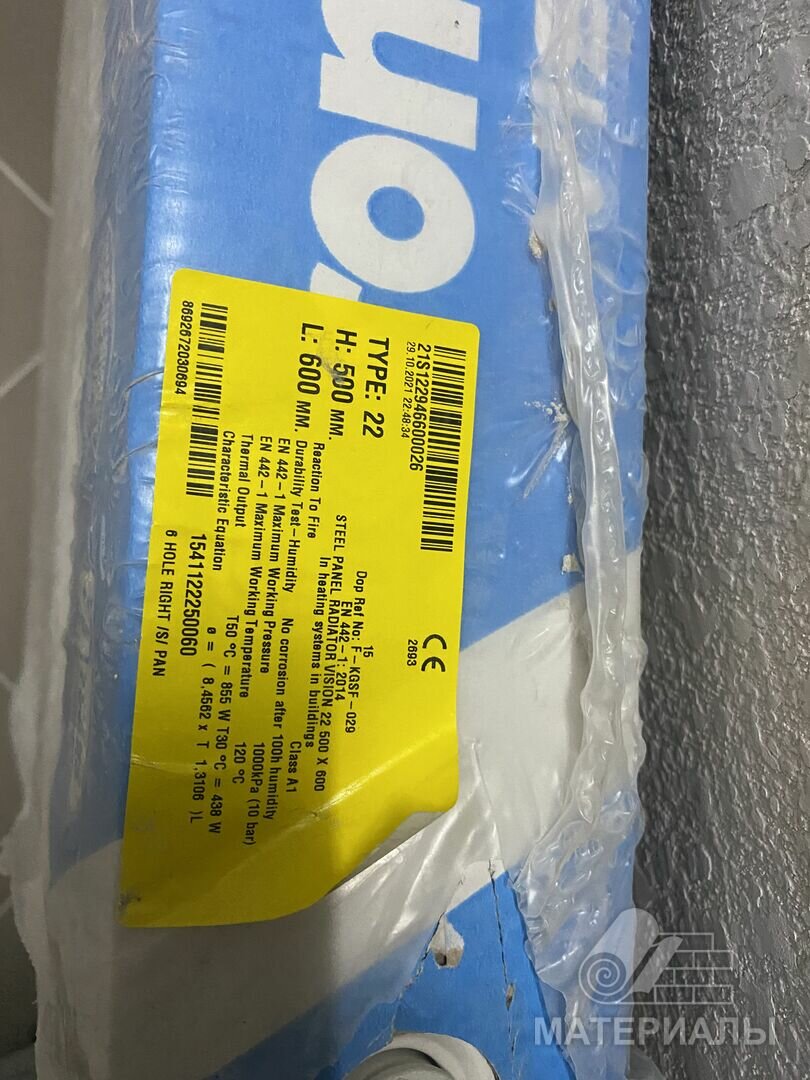 ron
21S122946600026
29.10.2021 22:48:34
TYPE: 22
H: 500 MM.
L: 600 MM.
CE
2693
15
Dop Ref No: F-KGSF-029
EN 442-1: 2014
STEEL PANEL RADIATOR VISION 22 500 X 600
In heating systems in buildings
Reaction To Fire Class A1
Durability Test-Humidity No corrosion after 100h humidity
EN 442-1 Maximum Working Pressure 1000kPa (10 bar)
EN 442-1 Maximum Working Temperature 120 °C
Thermal Output T50 °C = 855 W T30 °C = 438 W
Characteristic Equation ø = ( 8,4562 x T 1,3106 )L
8692672030694
1541122250060
6 HOLE RIGHT /S/ PAN
МАТЕРИАЛЫ